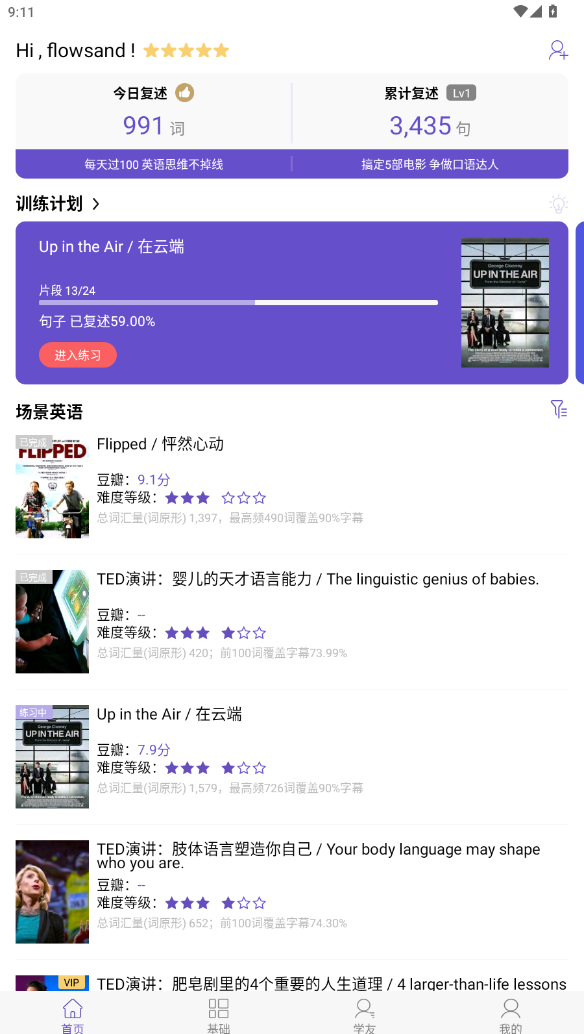 9:11
Hi , flowsand !
今日复述
累计复述 Lv1
991 词
3,435 句
每天过100 英语思维不掉线
搞定5部电影 争做口语达人
训练计划
Up in the Air / 在云端
片段 13/24
句子 已复述59.00%
进入练习
George Clooney
UP IN THE AIR
场景英语
已完成
FLIPPED
Flipped / 怦然心动
豆瓣：9.1分
难度等级：
总词汇量(词原形) 1,397，最高频490词覆盖90%字幕
已完成
TED演讲：婴儿的天才语言能力 / The linguistic genius of babies.
豆瓣：--
难度等级：
总词汇量(词原形) 420；前100词覆盖字幕73.99%
练习中
George Clooney
UP IN THE AIR
Up in the Air / 在云端
豆瓣：7.9分
难度等级：
总词汇量(词原形) 1,579，最高频726词覆盖90%字幕
TED演讲：肢体语言塑造你自己 / Your body language may shape
who you are.
豆瓣：--
难度等级：
总词汇量(词原形) 652；前100词覆盖字幕74.30%
VIP
TED演讲：肥皂剧里的4个重要的人生道理 / 4 larger-than-life lessons
首页
基础
学友
我的